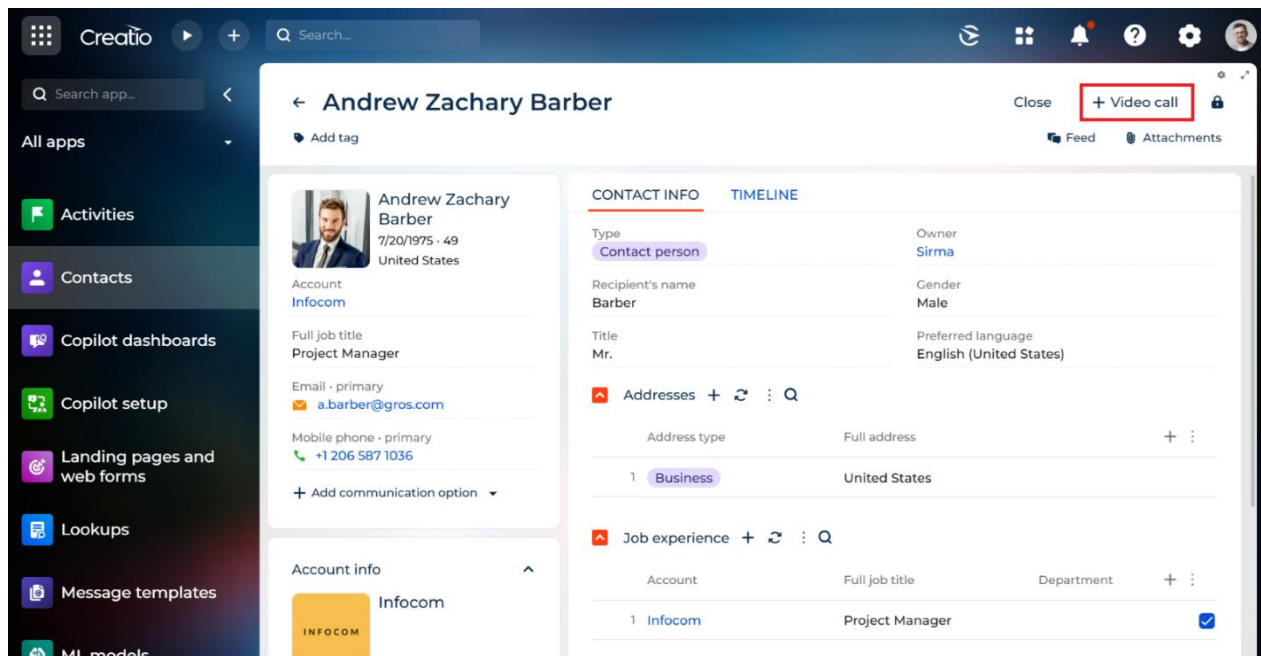 Creatio
Search...
Search app...
All apps
Activities
Contacts
Copilot dashboards
Copilot setup
Landing pages and
web forms
Lookups
Message templates
ML models
Andrew Zachary Barber
Close
+ Video call
Add tag
Feed
Attachments
Andrew Zachary
Barber
7/20/1975 · 49
United States
Account
Infocom
Full job title
Project Manager
Email · primary
a.barber@gros.com
Mobile phone · primary
+1 206 587 1036
+ Add communication option
Account info
INFOCOM
Infocom
CONTACT INFO
TIMELINE
Type
Contact person
Owner
Sirma
Recipient's name
Barber
Gender
Male
Title
Mr.
Preferred language
English (United States)
Addresses
Address type
Full address
1 Business
United States
Job experience
Account
Full job title
Department
1 Infocom
Project Manager